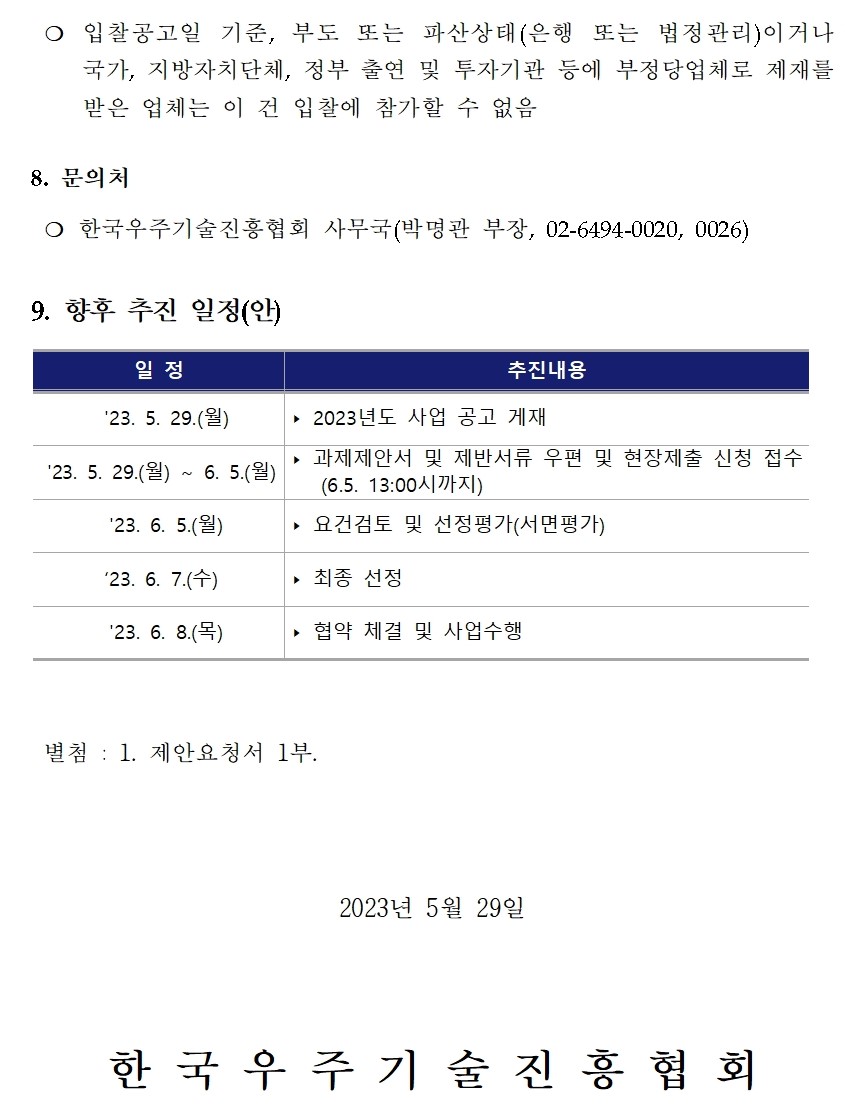 ❍ 입찰공고일 기준, 부도 또는 파산상태(은행 또는 법정관리)이거나
국가, 지방자치단체, 정부 출연 및 투자기관 등에 부정당업체로 제재를
받은 업체는 이 건 입찰에 참가할 수 없음
8. 문의처
❍ 한국우주기술진흥협회 사무국(박명관 부장, 02-6494-0020, 0026)
9. 향후 추진 일정(안)
일 정 추진내용
'23. 5. 29.(월) ▸ 2023년도 사업 공고 게재
'23. 5. 29.(월) ~ 6. 5.(월) ▸ 과제제안서 및 제반서류 우편 및 현장제출 신청 접수
(6.5. 13:00시까지)
'23. 6. 5.(월) ▸ 요건검토 및 선정평가(서면평가)
‘23. 6. 7.(수) ▸ 최종 선정
'23. 6. 8.(목) ▸ 협약 체결 및 사업수행
별첨 : 1. 제안요청서 1부.
2023년 5월 29일
한 국 우 주 기 술 진 흥 협 회